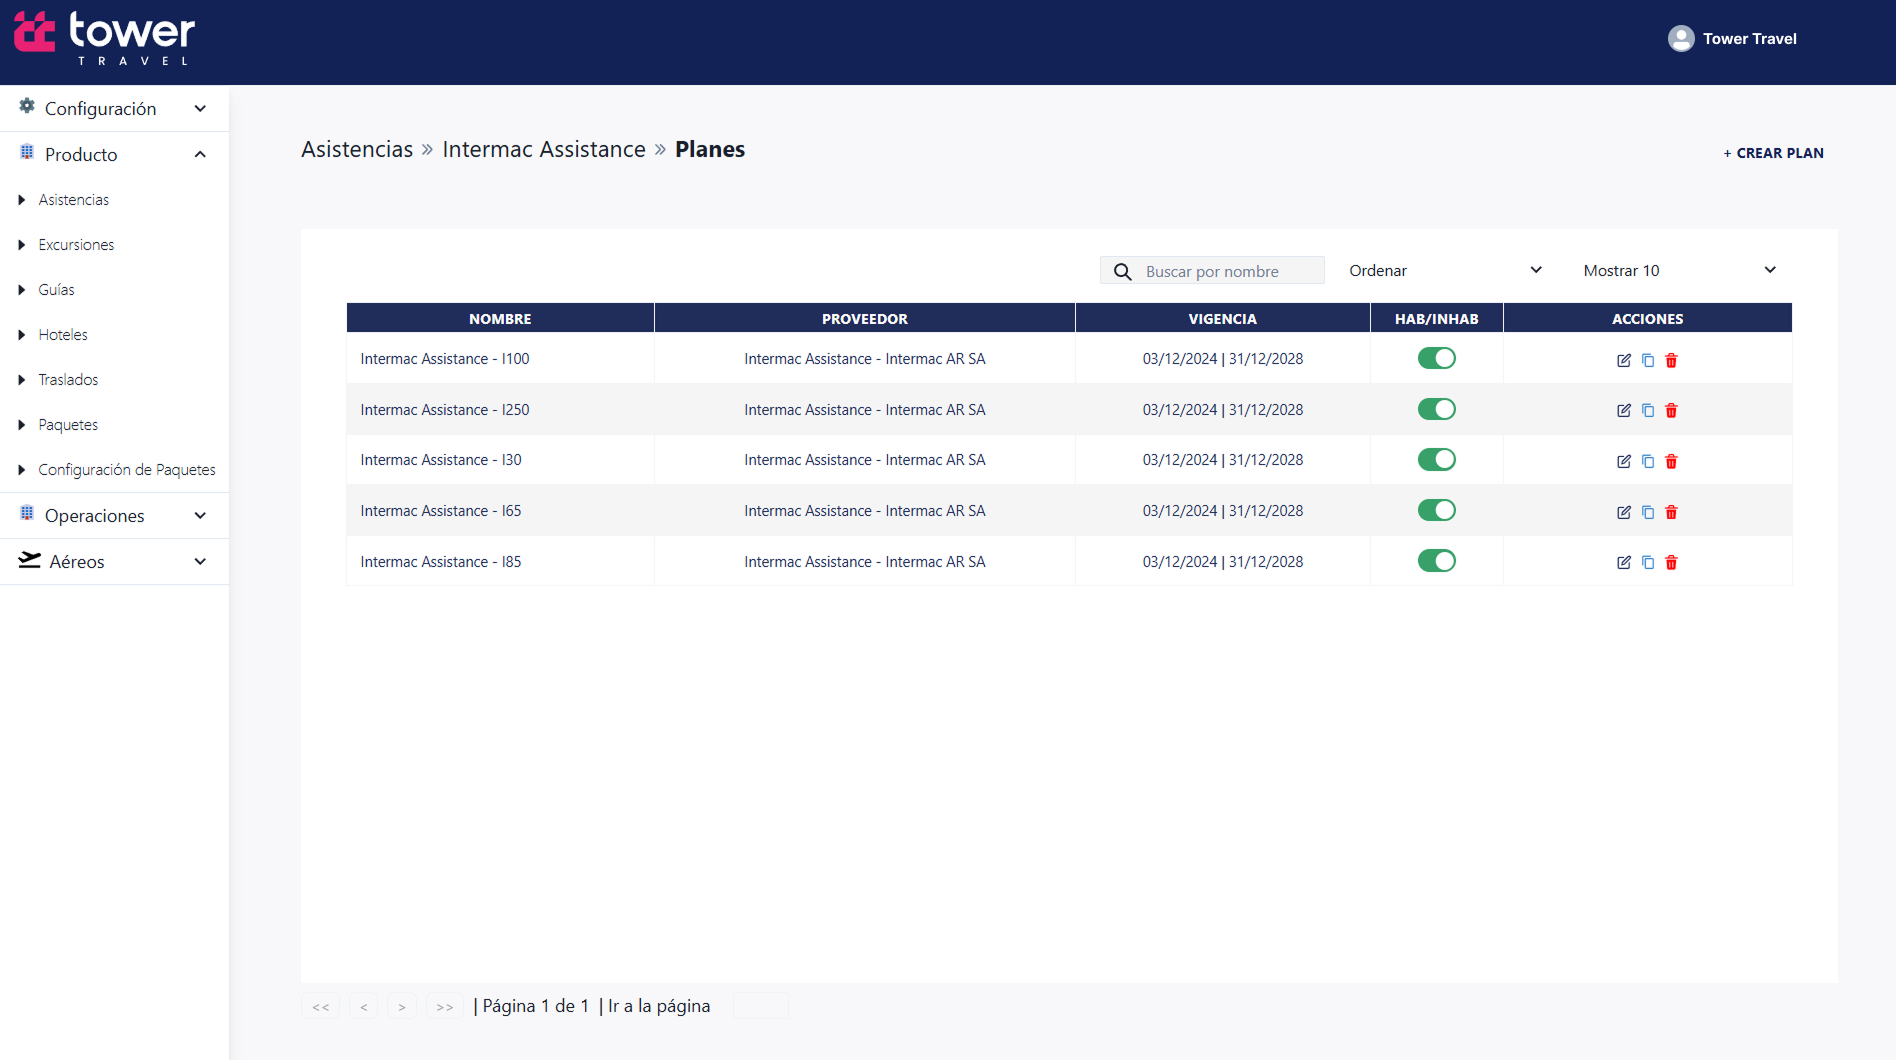 tower
TRAVEL
Tower Travel
Configuración
Producto
Asistencias
Excursiones
Guías
Hoteles
Traslados
Paquetes
Configuración de Paquetes
Operaciones
Aéreos
Asistencias » Intermac Assistance » Planes
+ CREAR PLAN
Buscar por nombre
Ordenar
Mostrar 10
NOMBRE PROVEEDOR VIGENCIA HAB/INHAB ACCIONES
Intermac Assistance - I100 Intermac Assistance - Intermac AR SA 03/12/2024 | 31/12/2028
Intermac Assistance - I250 Intermac Assistance - Intermac AR SA 03/12/2024 | 31/12/2028
Intermac Assistance - I30 Intermac Assistance - Intermac AR SA 03/12/2024 | 31/12/2028
Intermac Assistance - I65 Intermac Assistance - Intermac AR SA 03/12/2024 | 31/12/2028
Intermac Assistance - I85 Intermac Assistance - Intermac AR SA 03/12/2024 | 31/12/2028
<< < > >> | Página 1 de 1 | Ir a la página